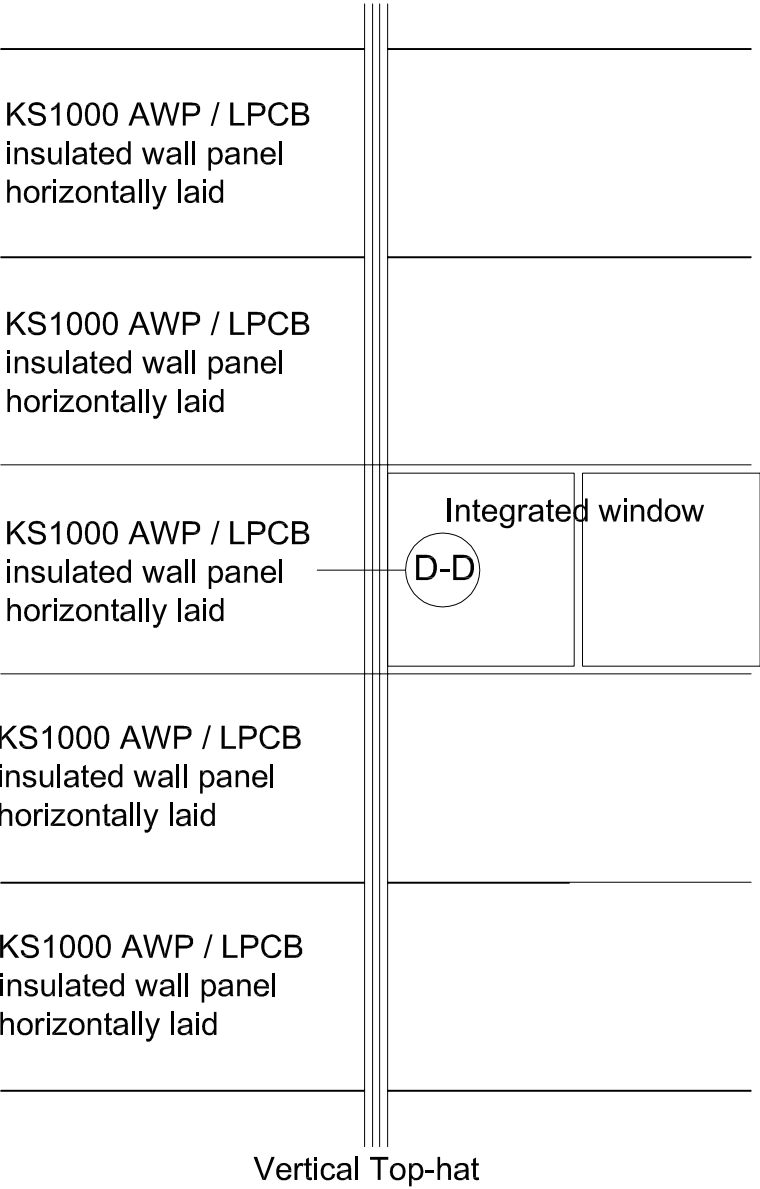 KS1000 AWP / LPCB
insulated wall panel
horizontally laid
KS1000 AWP / LPCB
insulated wall panel
horizontally laid
Integrated window
KS1000 AWP / LPCB
insulated wall panel
horizontally laid
D-D
KS1000 AWP / LPCB
insulated wall panel
horizontally laid
KS1000 AWP / LPCB
insulated wall panel
horizontally laid
Vertical Top-hat